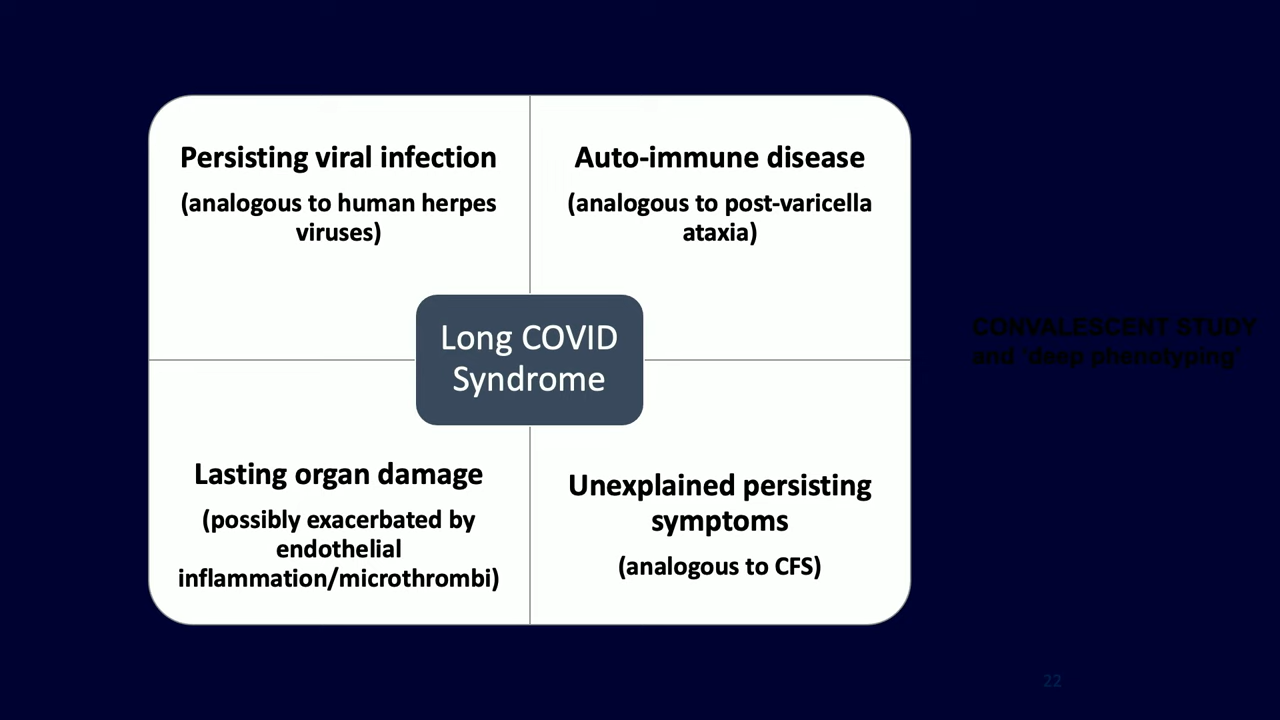 Persisting viral infection
(analogous to human herpes
viruses)
Auto-immune disease
(analogous to post-varicella
ataxia)
Long COVID
Syndrome
Lasting organ damage
(possibly exacerbated by
endothelial
inflammation/microthrombi)
Unexplained persisting
symptoms
(analogous to CFS)
CONVALESCENT STUDY
and 'deep phenotyping'
22